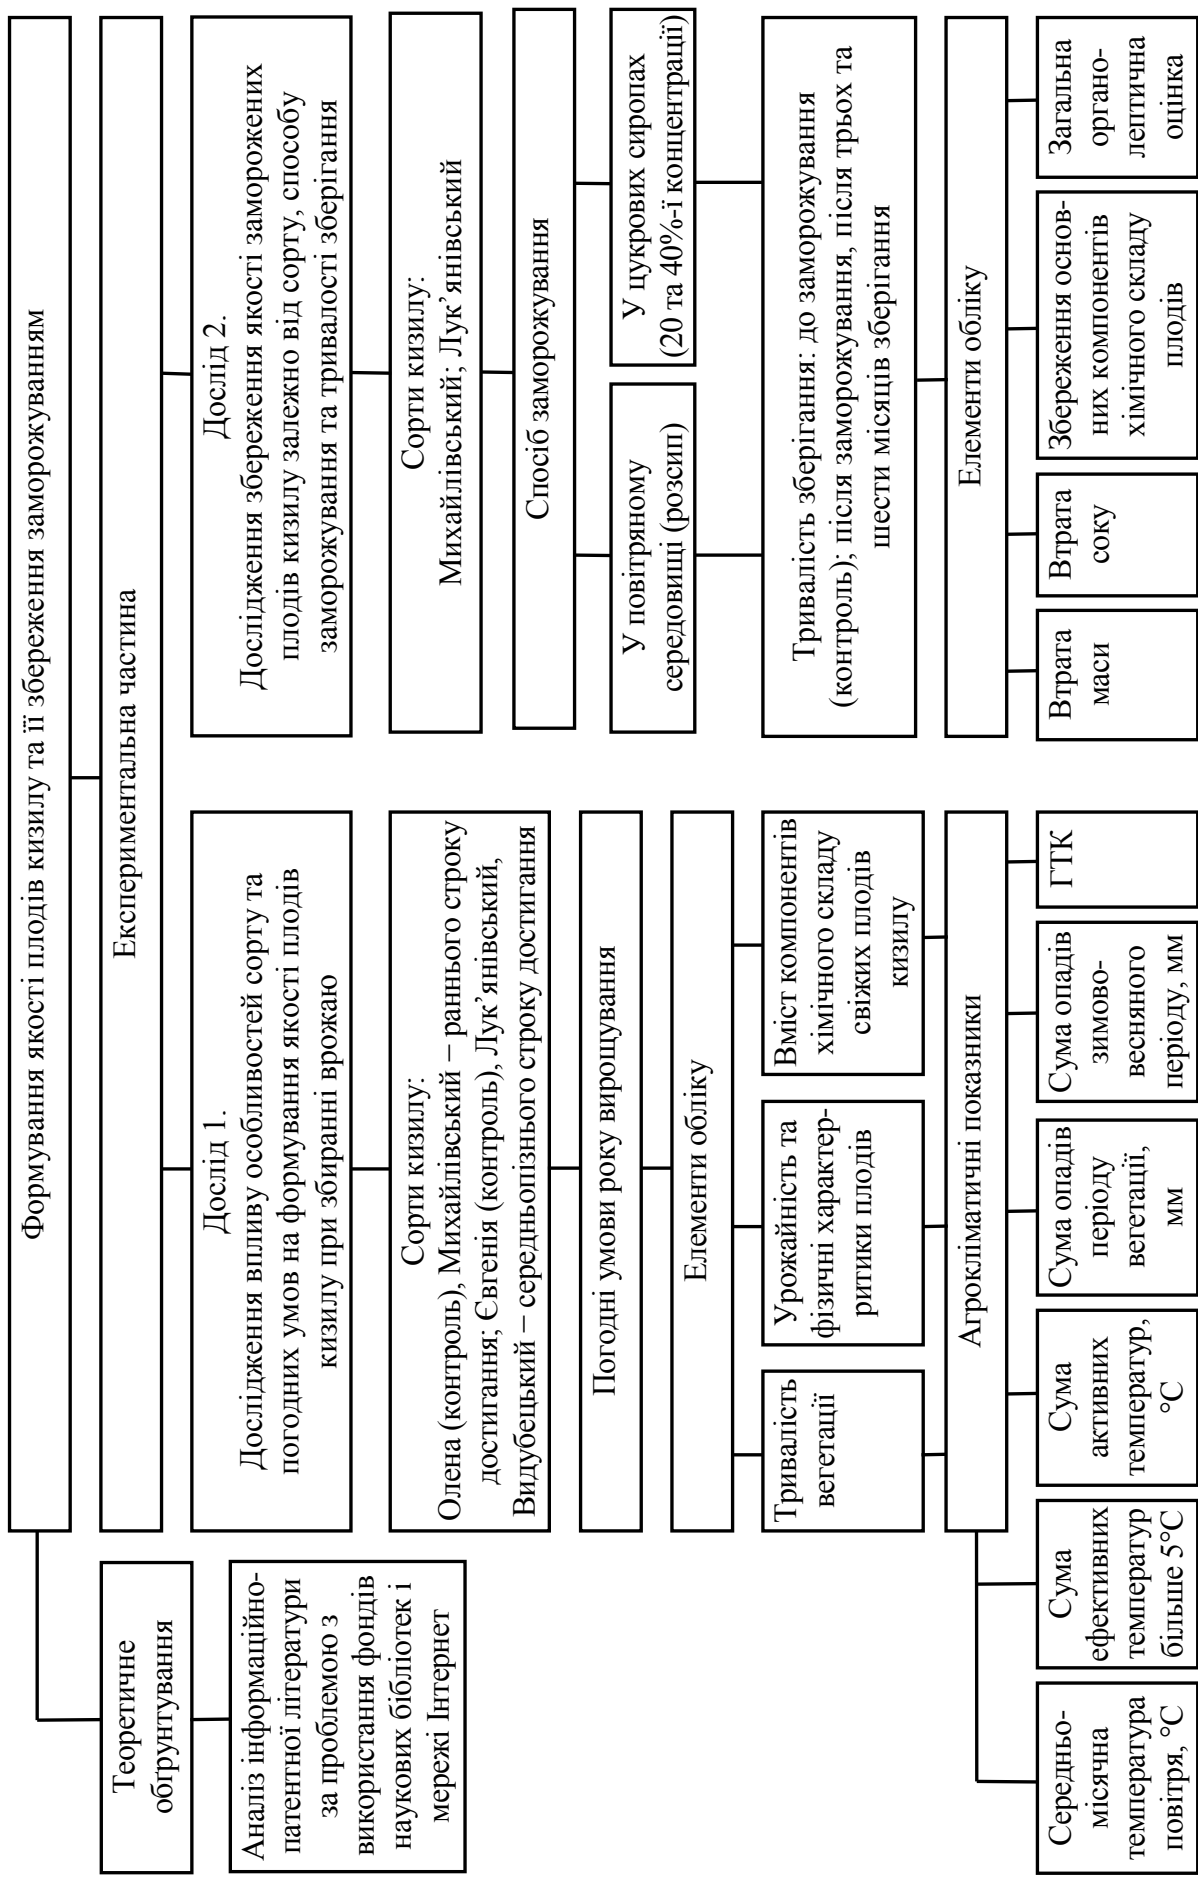 Формування якості плодів кизилу та її збереження заморожуванням
Теоретичне
обґрунтування
Аналіз інформаційно-
патентної літератури
за проблемою з
використання фондів
наукових бібліотек і
мережі Інтернет
Експериментальна частина
Дослід 1.
Дослідження впливу особливостей сорту та
погодних умов на формування якості плодів
кизилу при збиранні врожаю
Сорти кизилу:
Олена (контроль), Михайлівський – раннього строку
достигання; Євгенія (контроль), Лук’янівський,
Видубецький – середньопізнього строку достигання
Погодні умови року вирощування
Елементи обліку
Тривалість
вегетації
Урожайність та
фізичні характер-
ритики плодів
Вміст компонентів
хімічного складу
свіжих плодів
кизилу
Агрокліматичні показники
Середньо-
місячна
температура
повітря, °С
Сума
ефективних
температур
більше 5°С
Сума
активних
температур,
°С
Сума опадів
періоду
вегетації,
мм
Сума опадів
зимово-
весняного
періоду, мм
ГТК
Дослід 2.
Дослідження збереження якості заморожених
плодів кизилу залежно від сорту, способу
заморожування та тривалості зберігання
Сорти кизилу:
Михайлівський; Лук’янівський
Спосіб заморожування
У повітряному
середовищі (розсип)
У цукрових сиропах
(20 та 40%-ї концентрації)
Тривалість зберігання: до заморожування
(контроль); після заморожування, після трьох та
шести місяців зберігання
Елементи обліку
Втрата
маси
Втрата
соку
Збереження основ-
них компонентів
хімічного складу
плодів
Загальна
органо-
лептична
оцінка